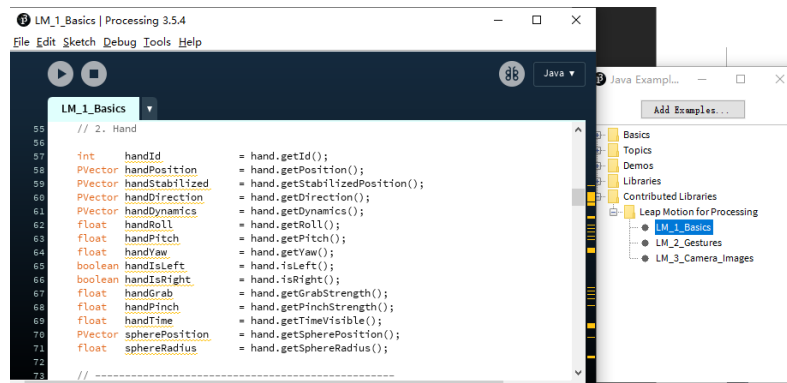 LM_1_Basics | Processing 3.5.4
File Edit Sketch Debug Tools Help
Java ▼
LM_1_Basics ▼
55 // 2. Hand
56
57 int handId = hand.getId();
58 PVector handPosition = hand.getPosition();
59 PVector handStabilized = hand.getStabilizedPosition();
60 PVector handDirection = hand.getDirection();
61 PVector handDynamics = hand.getDynamics();
62 float handRoll = hand.getRoll();
63 float handPitch = hand.getPitch();
64 float handYaw = hand.getYaw();
65 boolean handIsLeft = hand.isLeft();
66 boolean handIsRight = hand.isRight();
67 float handGrab = hand.getGrabStrength();
68 float handPinch = hand.getPinchStrength();
69 float handTime = hand.getTimeVisible();
70 PVector spherePosition = hand.getSpherePosition();
71 float sphereRadius = hand.getSphereRadius();
72
73 // --------------------------------------------------
Java Exampl...
Add Examples...
Basics
Topics
Demos
Libraries
Contributed Libraries
Leap Motion for Processing
LM_1_Basics
LM_2_Gestures
LM_3_Camera_Images